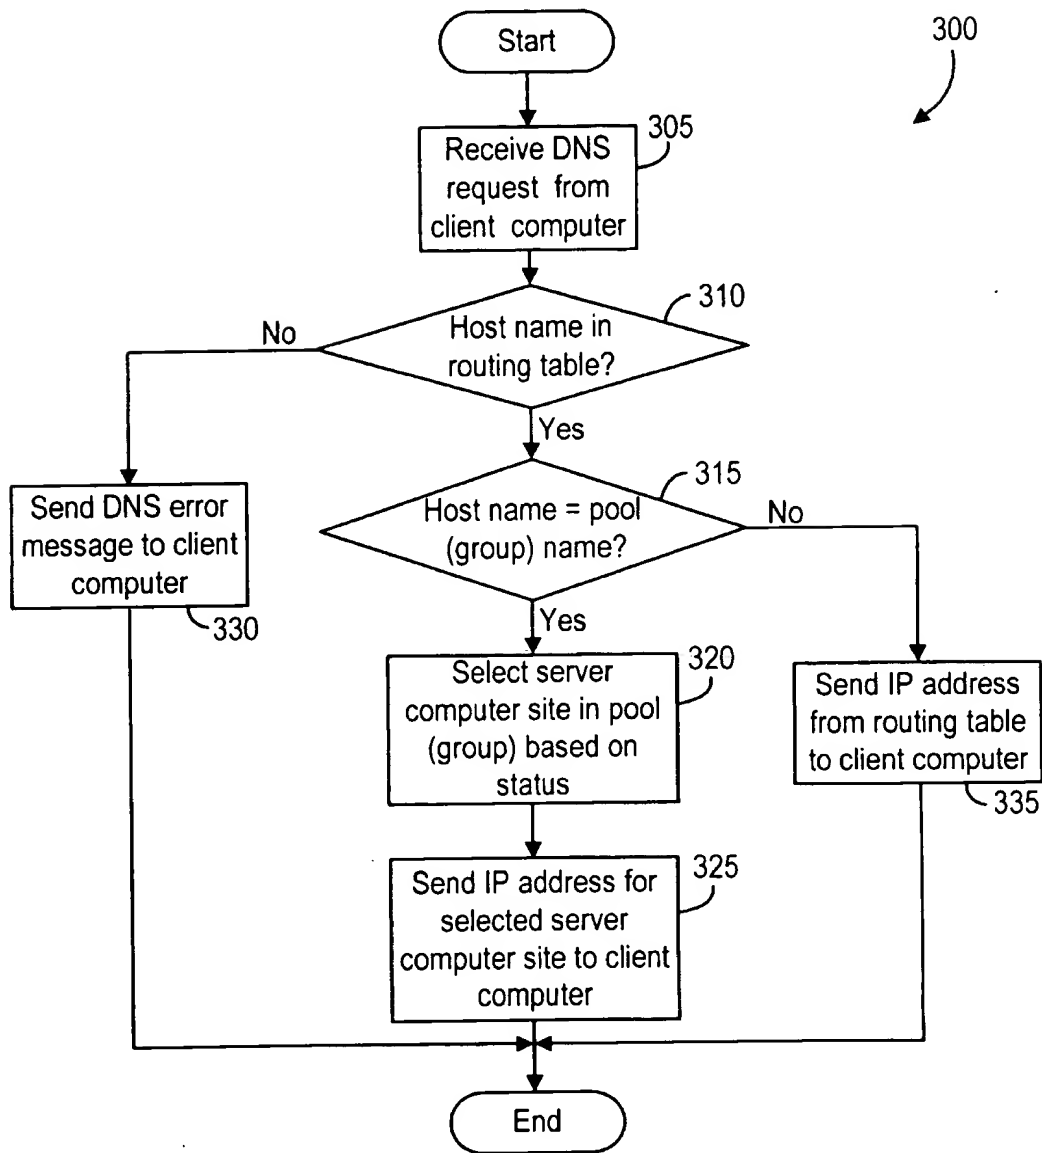 Start
300
305
Receive DNS
request from
client computer
310
Host name in
routing table?
No
Yes
315
Host name = pool
(group) name?
No
Send DNS error
message to client
computer
330
Yes
320
Select server
computer site in pool
(group) based on
status
Send IP address
from routing table
to client computer
335
325
Send IP address for
selected server
computer site to client
computer
End